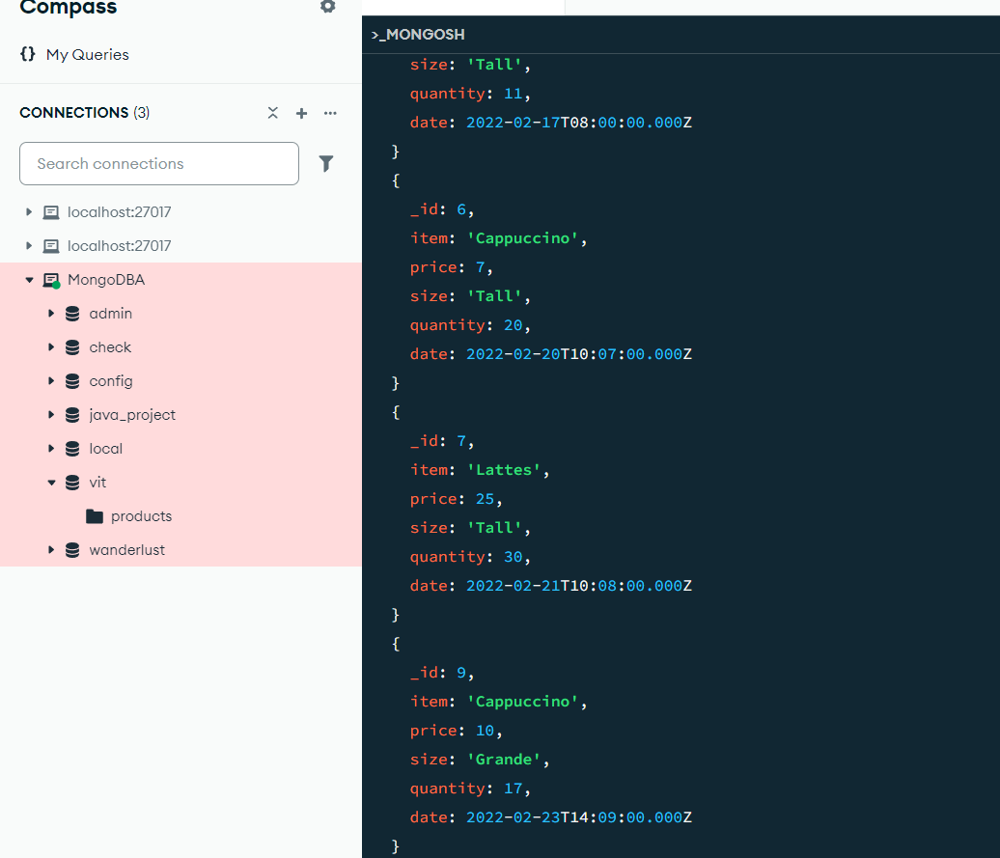 Compass
{} My Queries
CONNECTIONS (3)
Search connections
localhost:27017
localhost:27017
MongoDBA
admin
check
config
java_project
local
vit
products
wanderlust
>_MONGOSH
size: 'Tall',
quantity: 11,
date: 2022-02-17T08:00:00.000Z
}
{
_id: 6,
item: 'Cappuccino',
price: 7,
size: 'Tall',
quantity: 20,
date: 2022-02-20T10:07:00.000Z
}
{
_id: 7,
item: 'Lattes',
price: 25,
size: 'Tall',
quantity: 30,
date: 2022-02-21T10:08:00.000Z
}
{
_id: 9,
item: 'Cappuccino',
price: 10,
size: 'Grande',
quantity: 17,
date: 2022-02-23T14:09:00.000Z
}